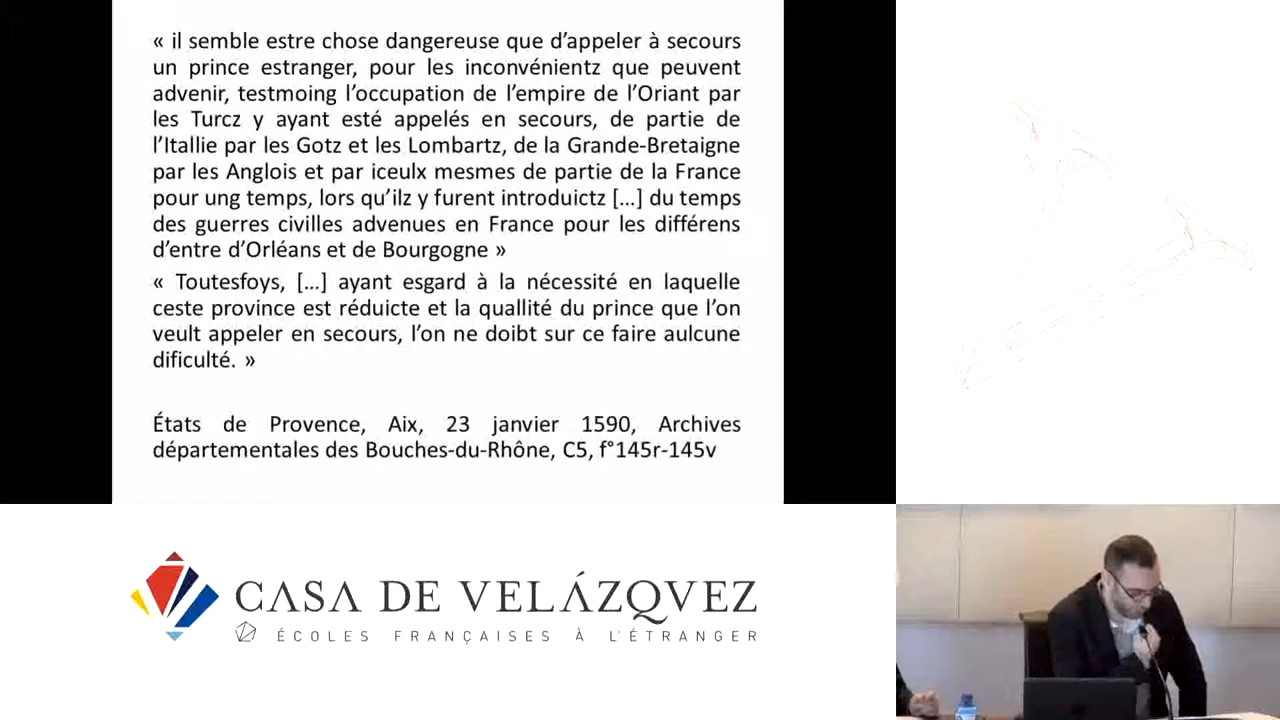 « il semble estre chose dangereuse que d’appeler à secours
un prince estranger, pour les inconvénientz que peuvent
advenir, testmoing l’occupation de l’empire de l’Oriant par
les Turcz y ayant esté appelés en secours, de partie de
l’Itallie par les Gotz et les Lombartz, de la Grande-Bretaigne
par les Anglois et par iceulx mesmes de partie de la France
pour ung temps, lors qu’ilz y furent introduictz […] du temps
des guerres civilles advenues en France pour les différens
d’entre d’Orléans et de Bourgogne »
« Toutesfoys, […] ayant esgard à la nécessité en laquelle
ceste province est réduicte et la quallité du prince que l’on
veult appeler en secours, l’on ne doibt sur ce faire aulcune
dificulté. »
États de Provence, Aix, 23 janvier 1590, Archives
départementales des Bouches-du-Rhône, C5, f°145r-145v
CASA DE VELÁZQVEZ
ÉCOLES FRANÇAISES À L'ÉTRANGER